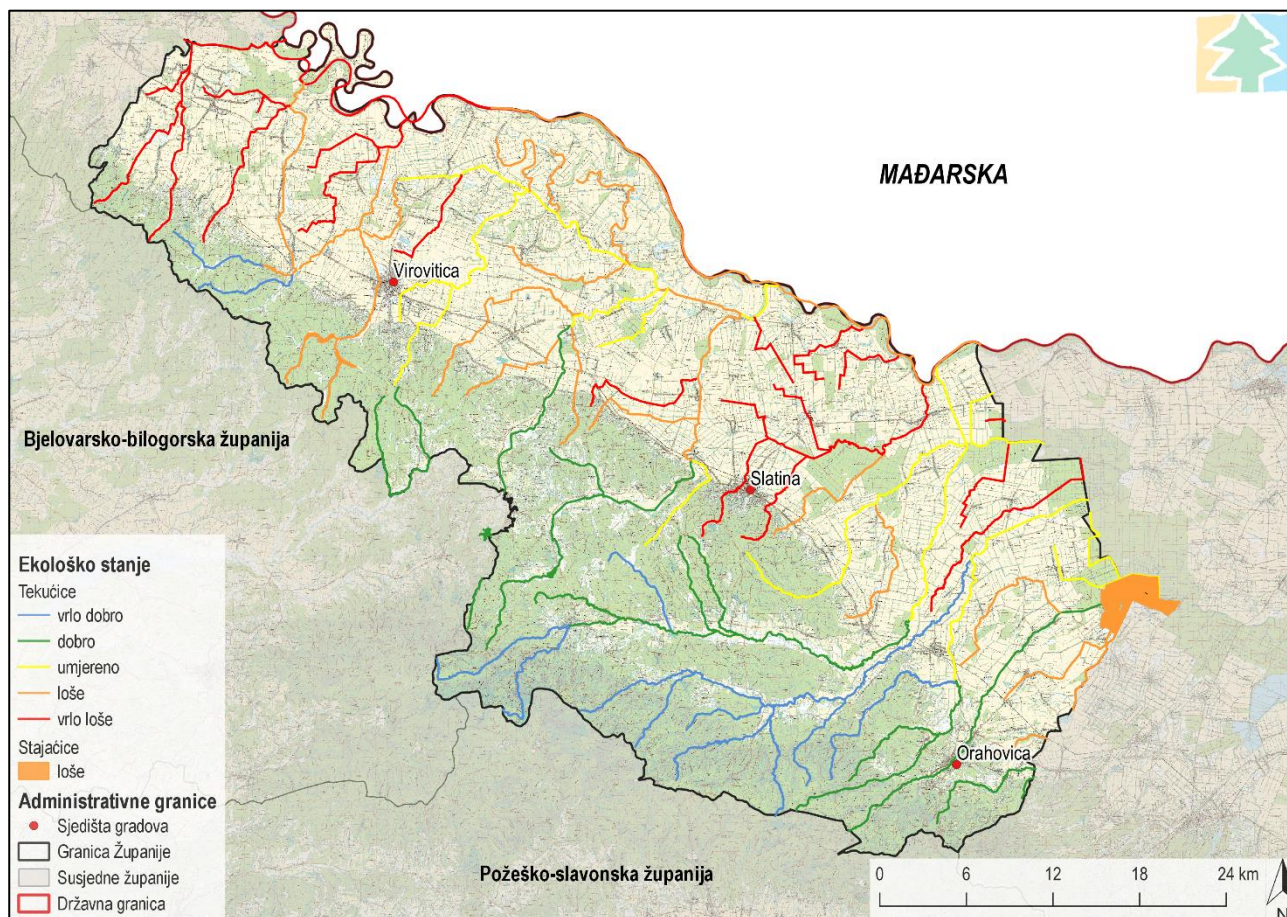 MAĐARSKA
Virovitica
Bjelovarsko-bilogorska županija
Slatina
Orahovica
Požeško-slavonska županija
Ekološko stanje
Tekućice
vrlo dobro
dobro
umjereno
loše
vrlo loše
Stajaćice
loše
Administrativne granice
Sjedišta gradova
Granica Županije
Susjedne županije
Državna granica
0 6 12 18 24 km
N